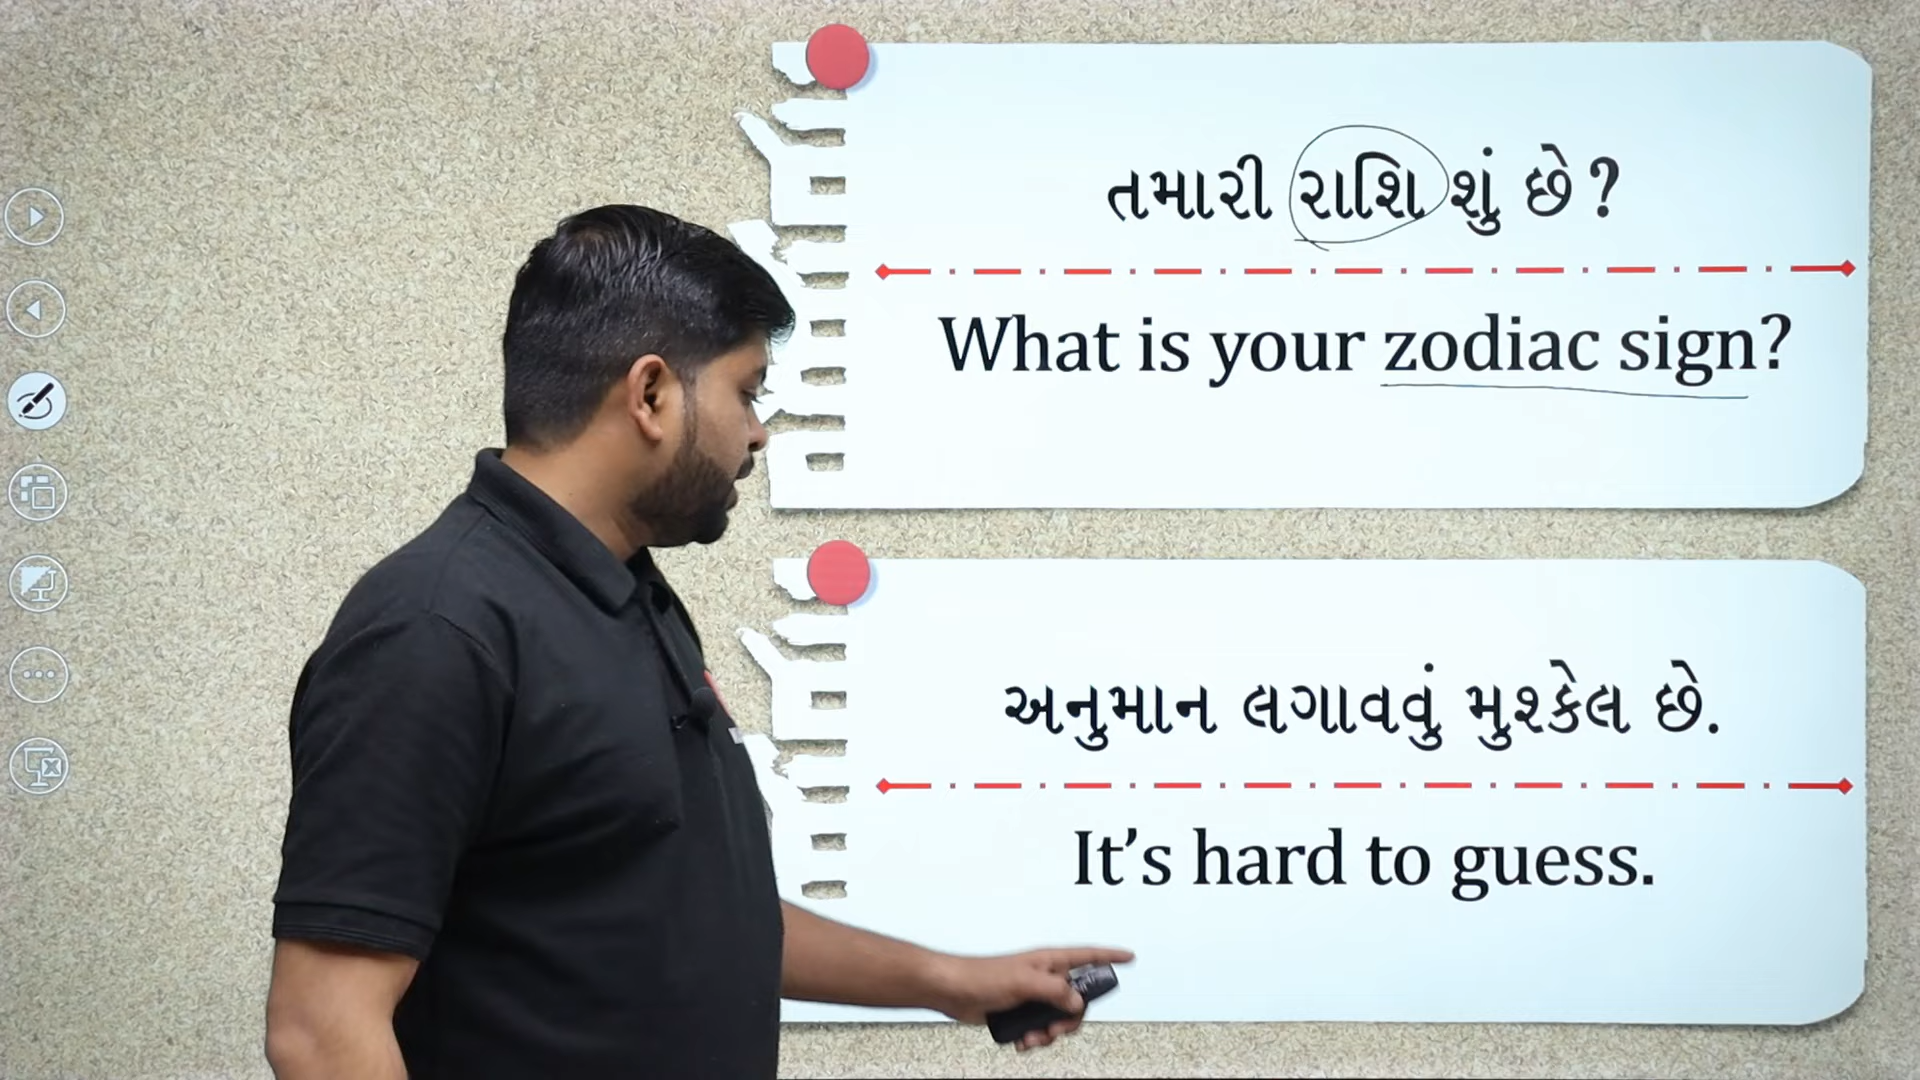 તમારી રાશિ શું છે?
What is your zodiac sign?
અનુમાન લગાવવું મુશ્કેલ છે.
It’s hard to guess.